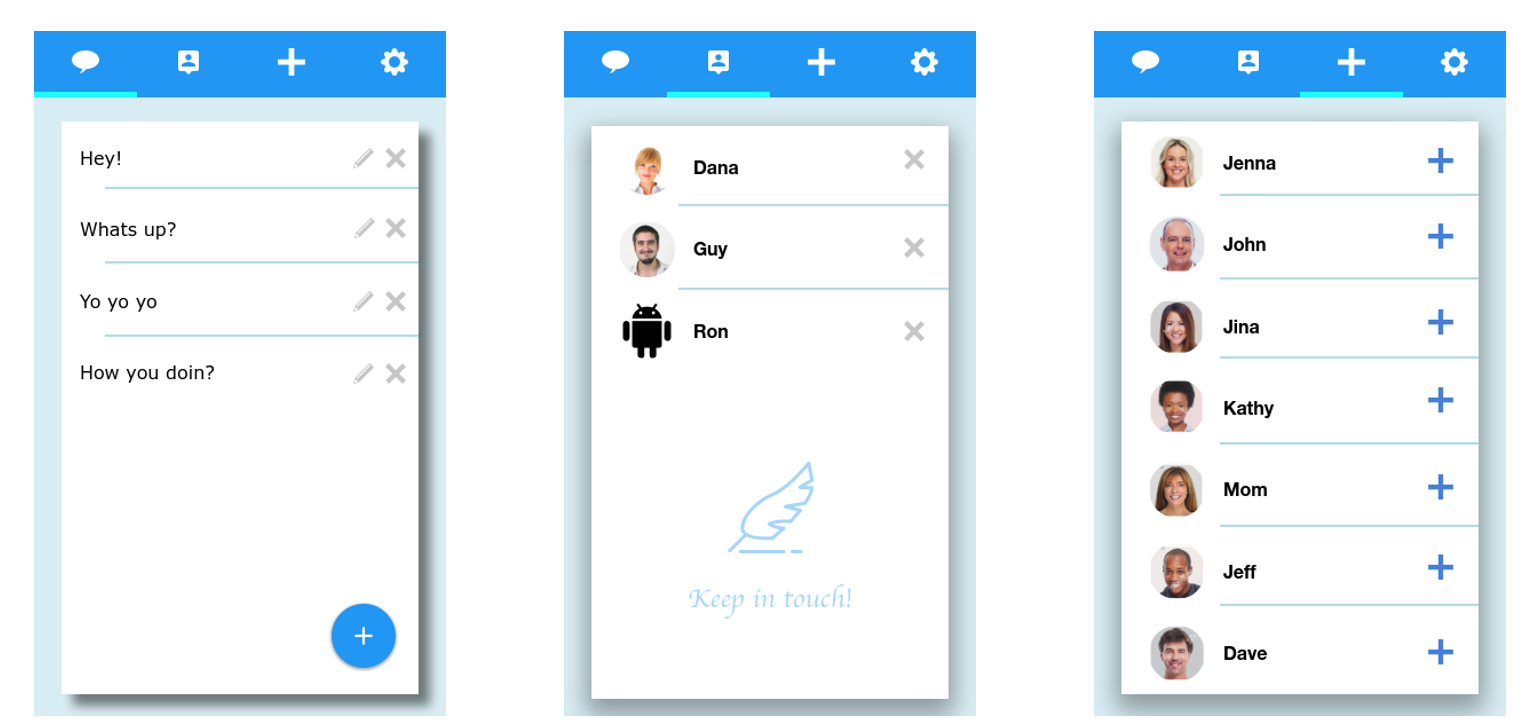 Hey!
Whats up?
Yo yo yo
How you doin?
Dana
Guy
Ron
Keep in touch!
Jenna
John
Jina
Kathy
Mom
Jeff
Dave